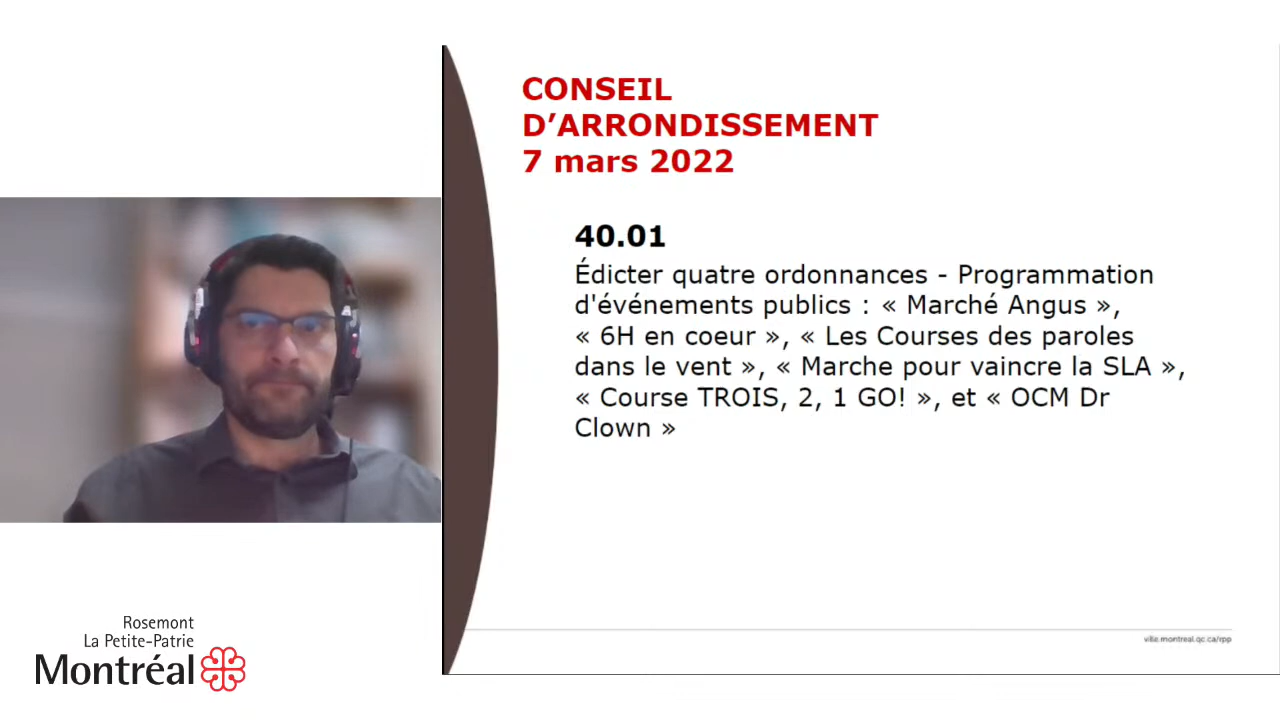 CONSEIL
D’ARRONDISSEMENT
7 mars 2022
40.01
Édicter quatre ordonnances - Programmation
d'événements publics : « Marché Angus »,
« 6H en coeur », « Les Courses des paroles
dans le vent », « Marche pour vaincre la SLA »,
« Course TROIS, 2, 1 GO! », et « OCM Dr
Clown »
ville.montreal.qc.ca/rpp
Rosemont
La Petite-Patrie
Montréal